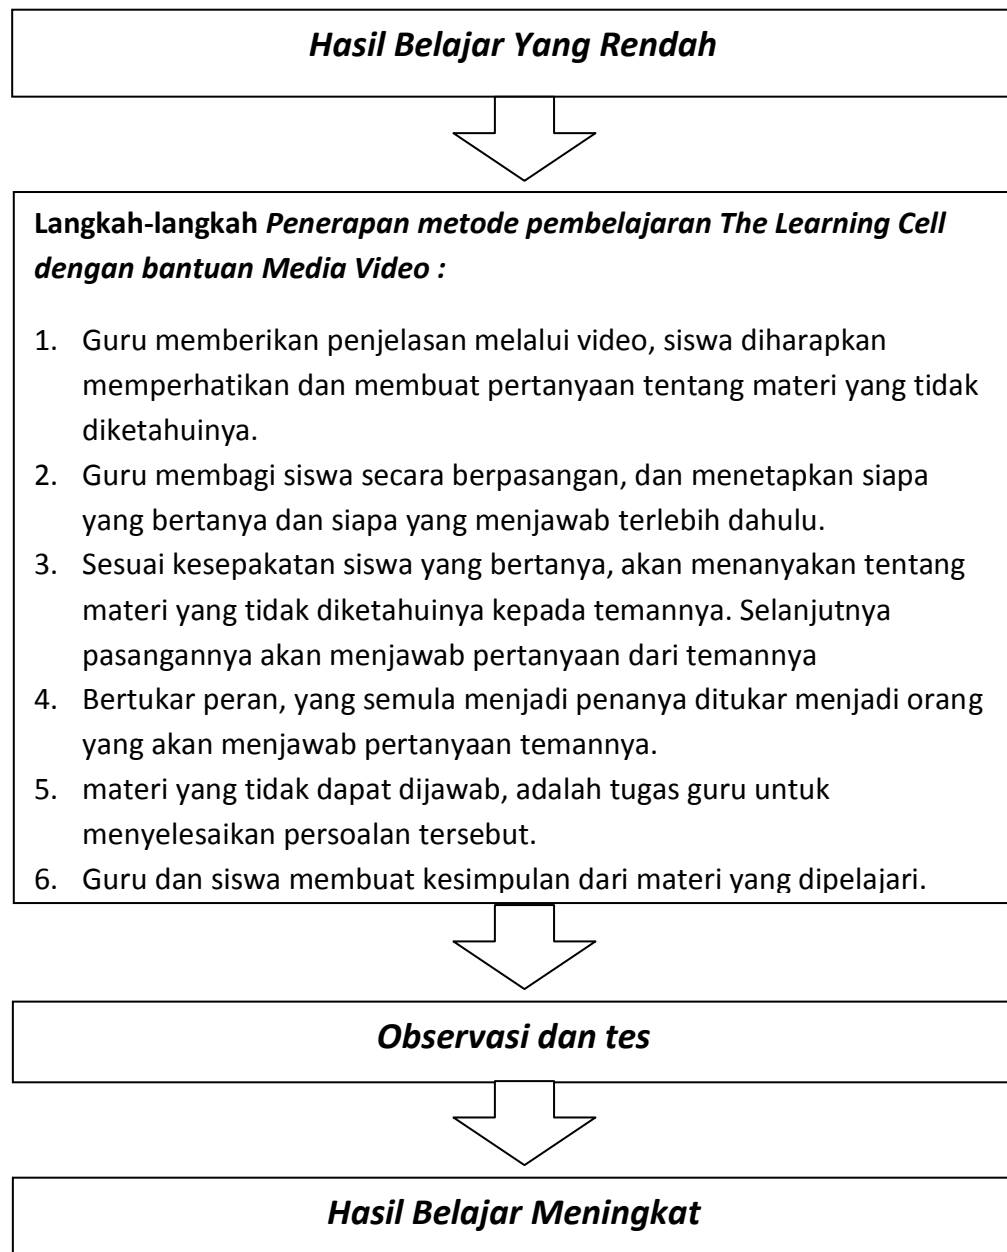 Hasil Belajar Yang Rendah
Langkah-langkah Penerapan metode pembelajaran The Learning Cell
dengan bantuan Media Video :
1. Guru memberikan penjelasan melalui video, siswa diharapkan
memperhatikan dan membuat pertanyaan tentang materi yang tidak
diketahuinya.
2. Guru membagi siswa secara berpasangan, dan menetapkan siapa
yang bertanya dan siapa yang menjawab terlebih dahulu.
3. Sesuai kesepakatan siswa yang bertanya, akan menanyakan tentang
materi yang tidak diketahuinya kepada temannya. Selanjutnya
pasangannya akan menjawab pertanyaan dari temannya
4. Bertukar peran, yang semula menjadi penanya ditukar menjadi orang
yang akan menjawab pertanyaan temannya.
5. materi yang tidak dapat dijawab, adalah tugas guru untuk
menyelesaikan persoalan tersebut.
6. Guru dan siswa membuat kesimpulan dari materi yang dipelajari.
Observasi dan tes
Hasil Belajar Meningkat